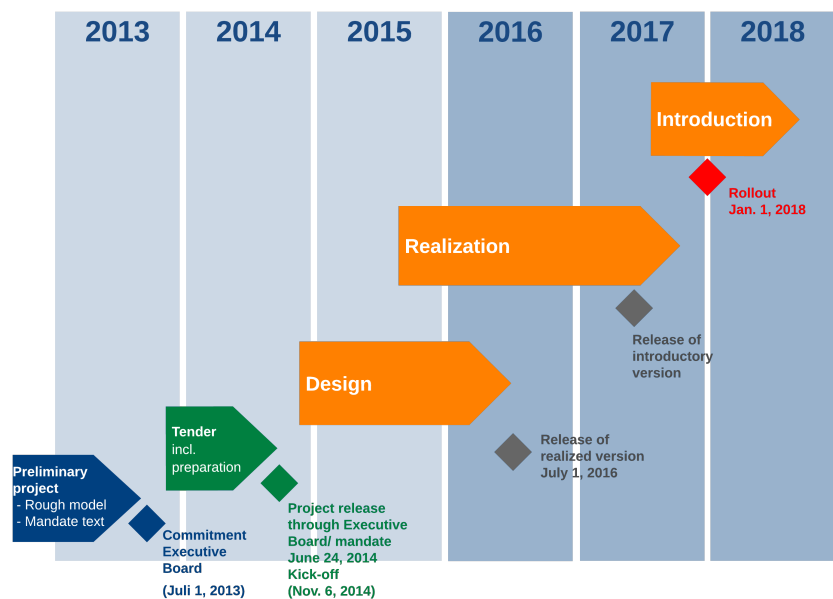 2013 2014 2015 2016 2017 2018
Introduction
Rollout
Jan. 1, 2018
Realization
Release of
introductory
version
Design
Release of
realized version
July 1, 2016
Tender
incl.
preparation
Project release
through Executive
Board/ mandate
June 24, 2014
Kick-off
(Nov. 6, 2014)
Preliminary
project
- Rough model
- Mandate text
Commitment
Executive
Board
(Juli 1, 2013)